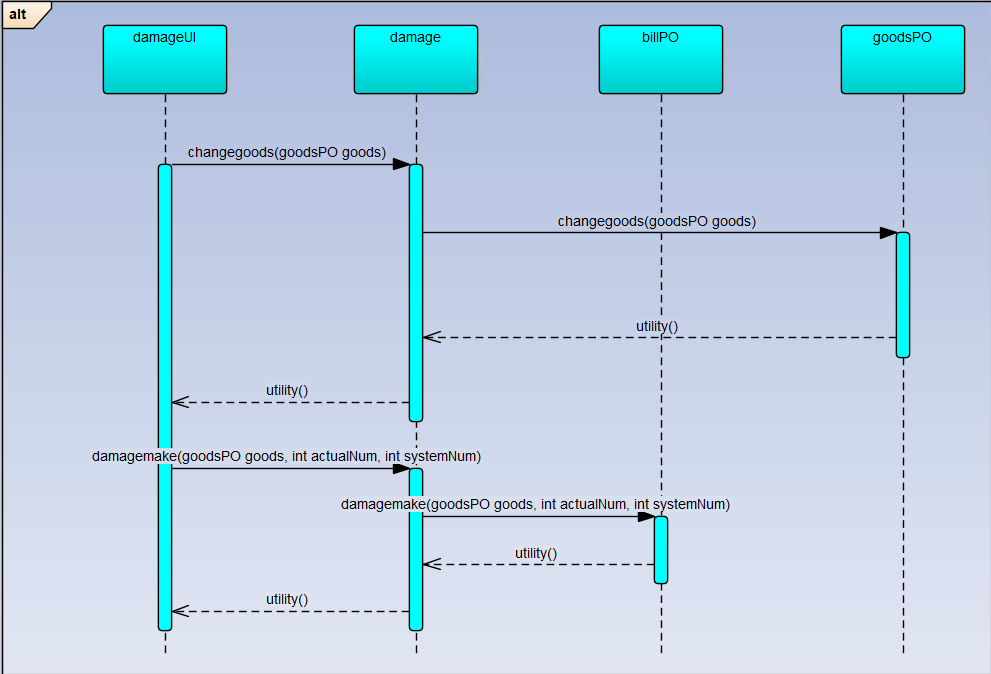 alt
damageUI
damage
billPO
goodsPO
changegoods(goodsPO goods)
changegoods(goodsPO goods)
utility()
utility()
damagemake(goodsPO goods, int actualNum, int systemNum)
damagemake(goodsPO goods, int actualNum, int systemNum)
utility()
utility()